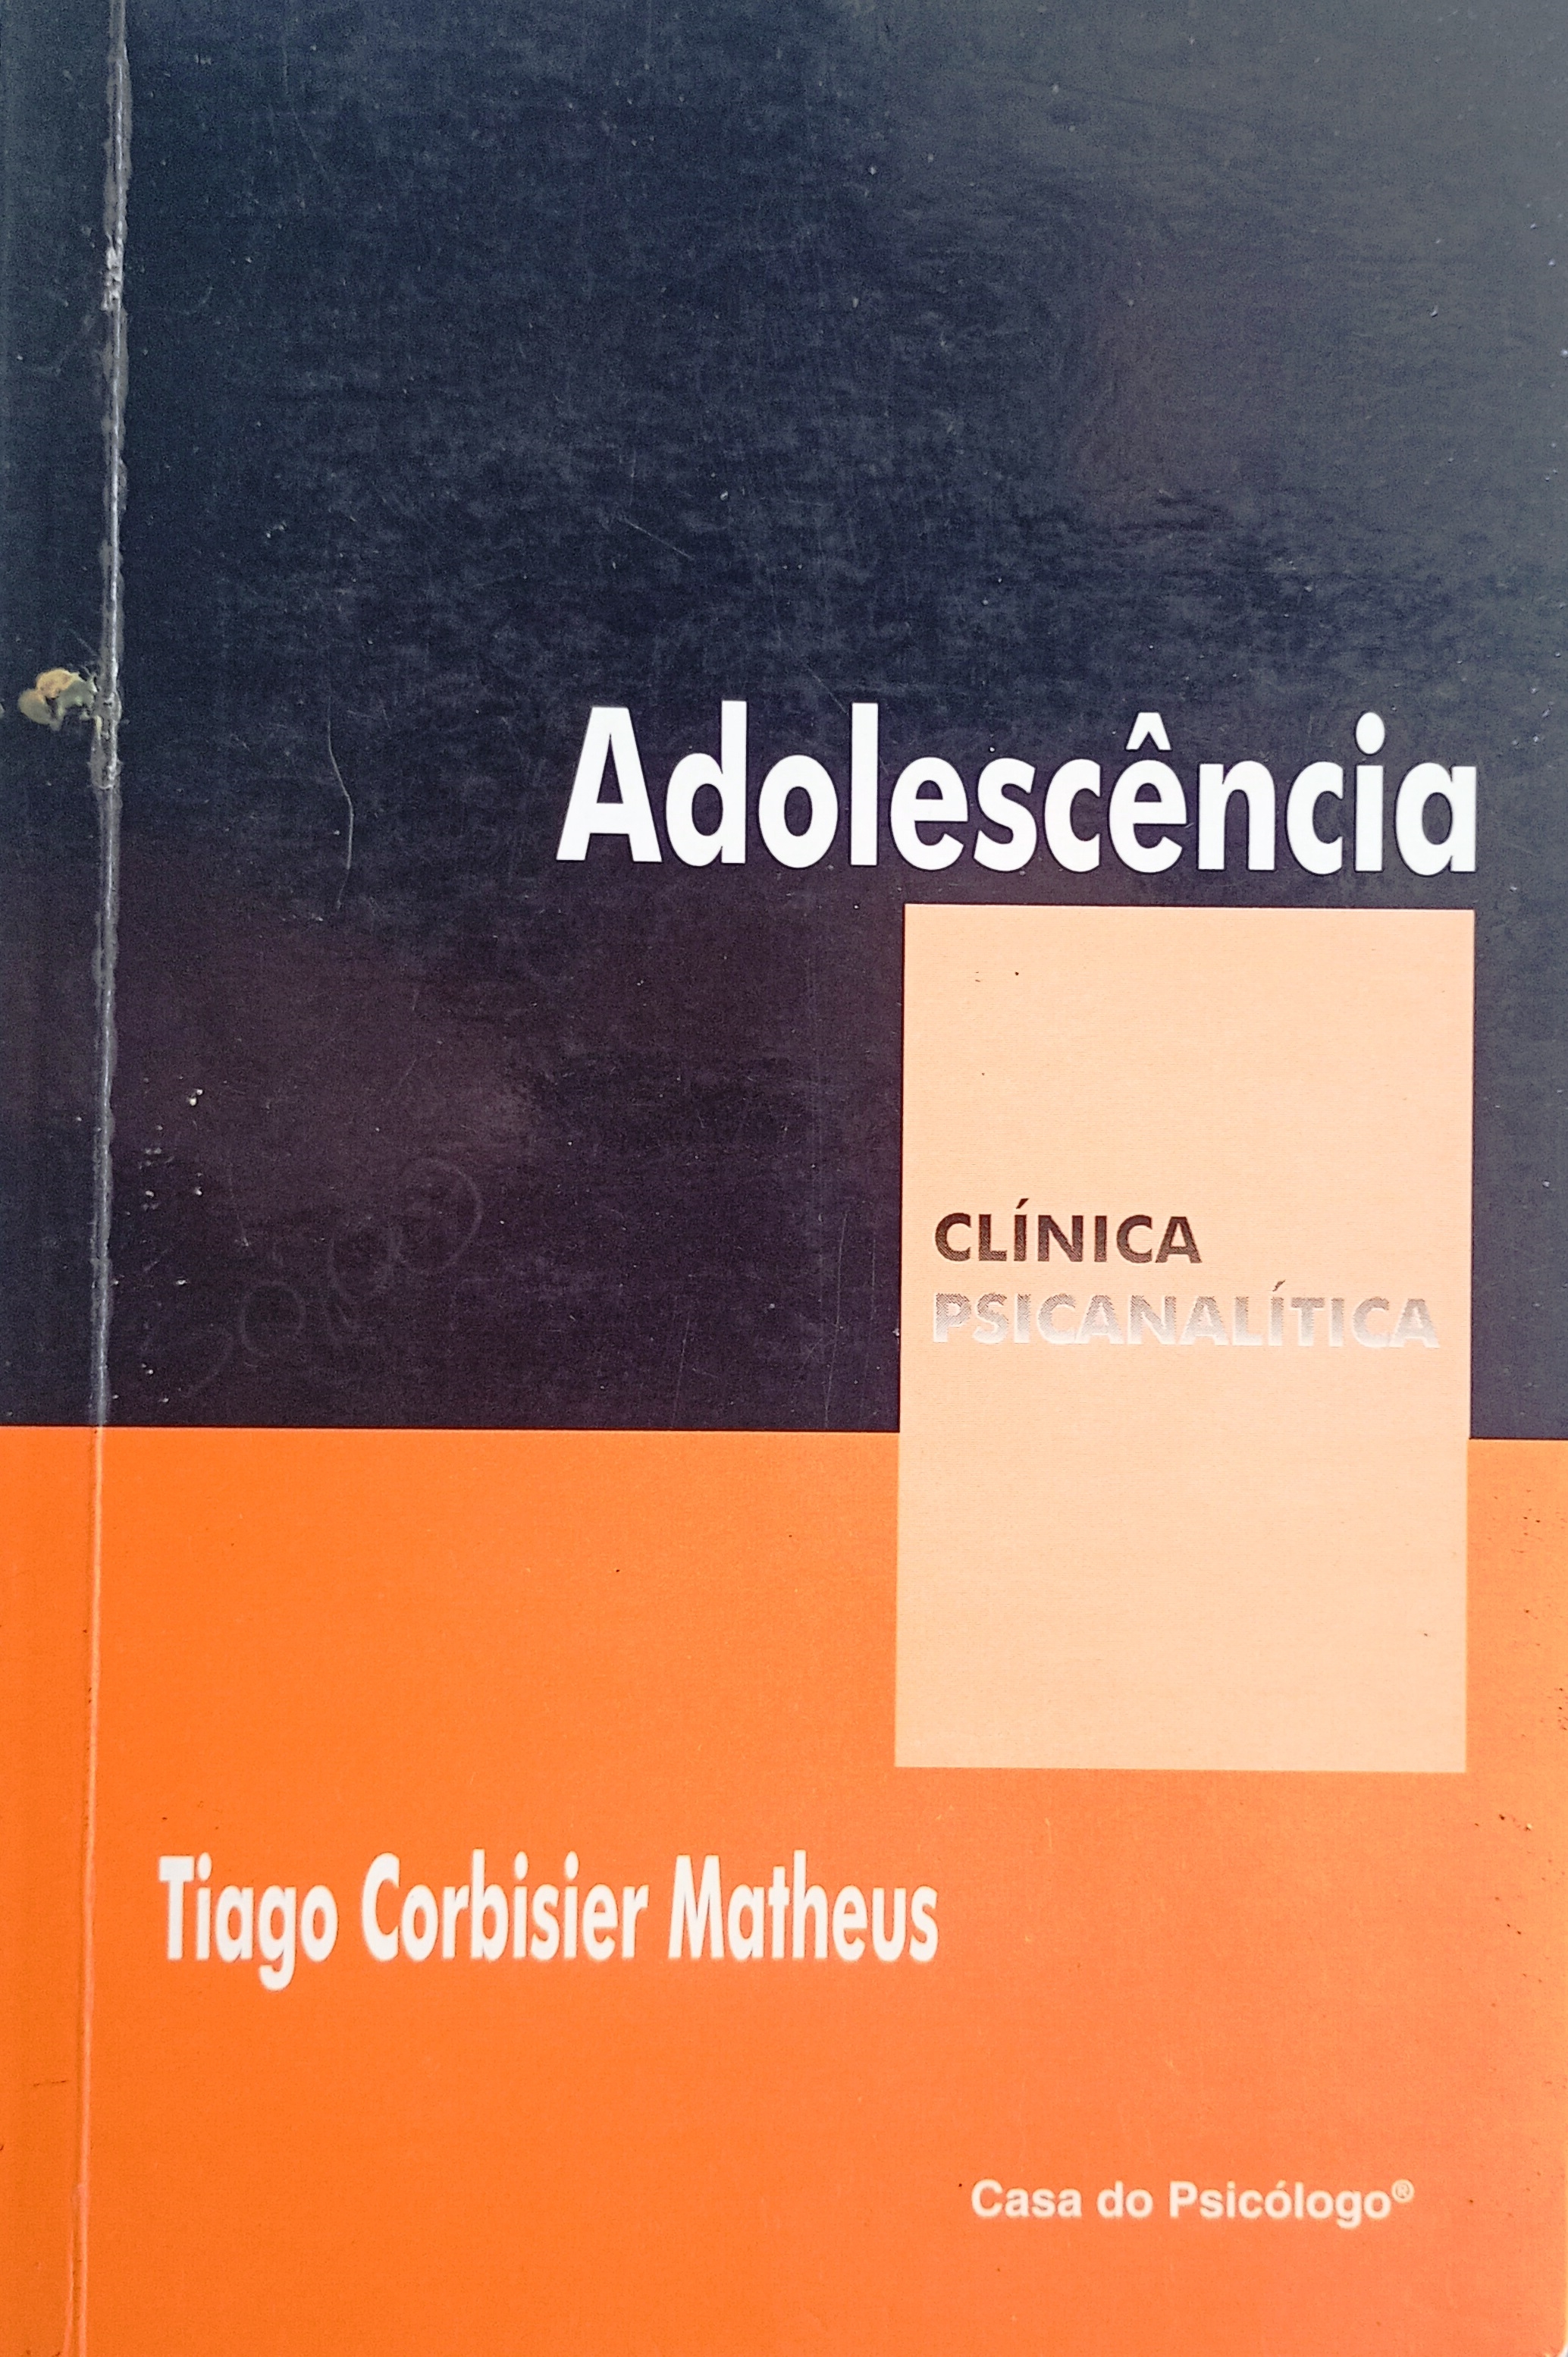 Adolescência
CLÍNICA
PSICANALÍTICA
Tiago Corbisier Matheus
Casa do Psicólogo®